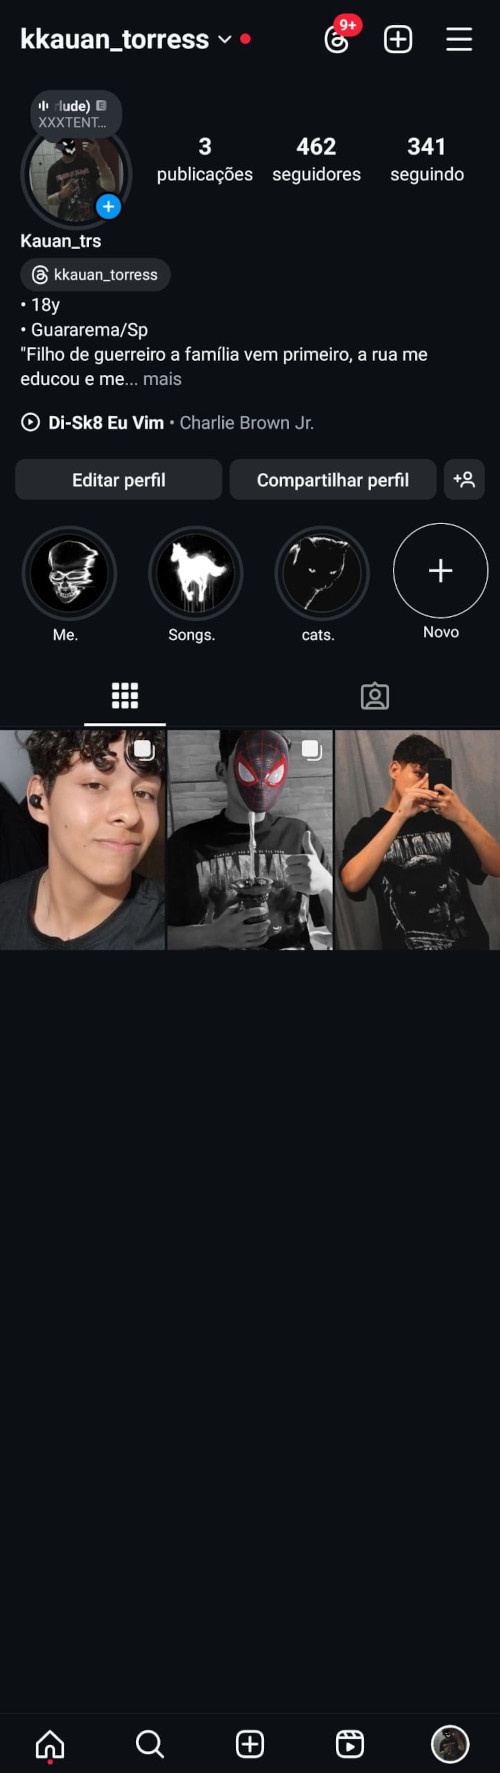 kkauan_torress
9+
lude) E
XXXTENT...
3
publicações
462
seguidores
341
seguindo
Kauan_trs
kkauan_torress
• 18y
• Guararema/Sp
"Filho de guerreiro a família vem primeiro, a rua me
educou e me... mais
Di-Sk8 Eu Vim • Charlie Brown Jr.
Editar perfil
Compartilhar perfil
Me.
Songs.
cats.
Novo